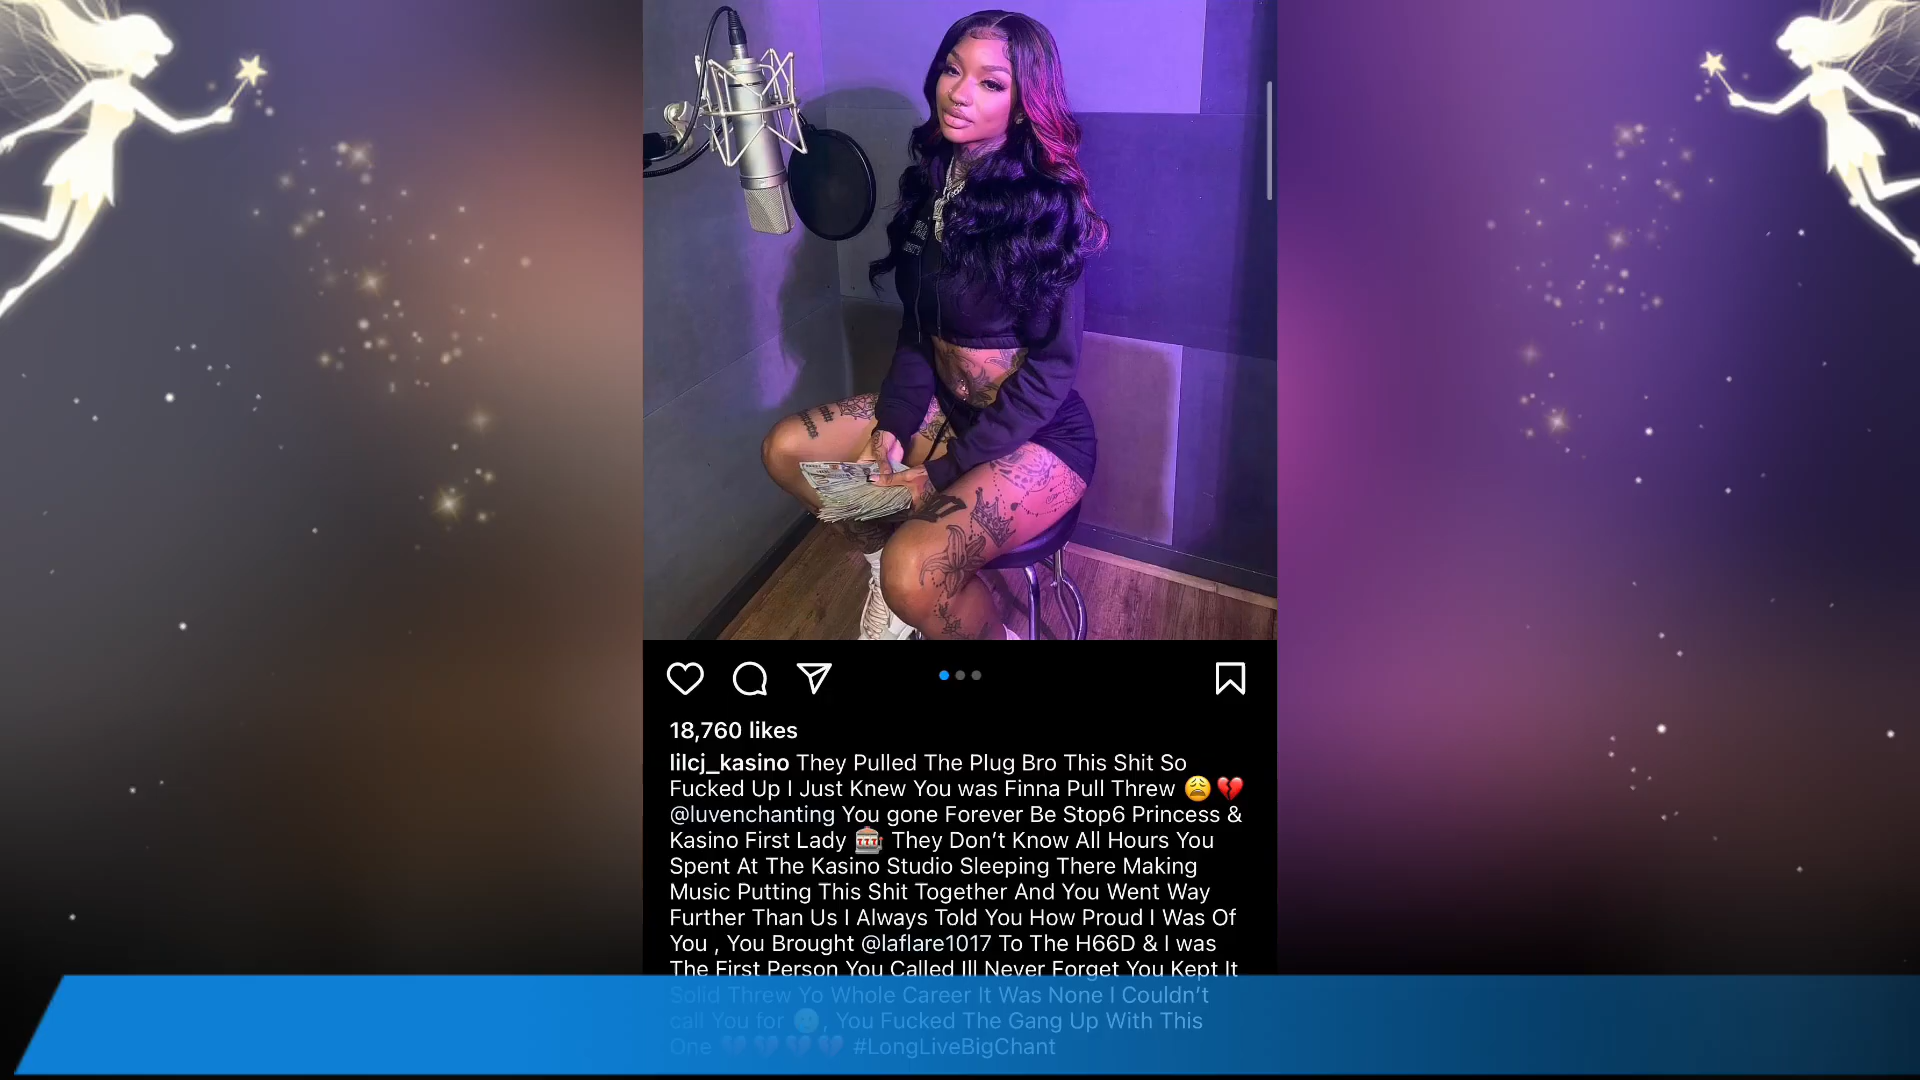 18,760 likes
lilcj_kasino They Pulled The Plug Bro This Shit So
Fucked Up I Just Knew You was Finna Pull Threw 😩💔
@luvenchanting You gone Forever Be Stop6 Princess &
Kasino First Lady 🎰 They Don’t Know All Hours You
Spent At The Kasino Studio Sleeping There Making
Music Putting This Shit Together And You Went Way
Further Than Us I Always Told You How Proud I Was Of
You , You Brought @laflare1017 To The H66D & I was
The First Person You Called Ill Never Forget You Kept It
Solid Threw Yo Whole Career It Was None I Couldn’t
call You for , You Fucked The Gang Up With This
One 💔💔💔💔 #LongLiveBigChant